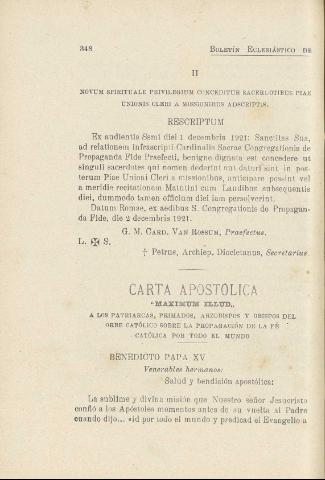 348 BOLETÍN ECLESIÁSTICO DE
II
NOVUM SPIRITUALE PRIVILEGIUM CONCEDITUR SACERDOTIBUS PIAE
UNIONIS CLERI A MISSIONIBUS ADSCRIPTIS.
RESCRIPTUM
Ex audientia Ssmi diei 1 decembris 1921: Sanctitas Sua,
ad relationem infrascripti Cardinalis Sacrae Congregationis de
Propaganda Fide Praefecti, benigne dignata est concedere ut
singuli sacerdotes qui nomen dederint aut daturi sint in pos-
terum Piae Unioni Cleri a missionibus, anticipare possint vel
a meridie recitationem Matutini cum Laudibus subsequentis
diei, dummodo tamen officium diei iam persolverint.
Datum Romae, ex aedibus S. Congregationis de Propagan-
da Fide, die 2 decembris 1921.
G. M. CARD. VAN ROSSUM, Praefectus.
L. ✠ S.
† Petrus, Archiep. Diocletanus, Secretarius.
CARTA APOSTÓLICA
"MAXIMUM ILLUD„
A LOS PATRIARCAS, PRIMADOS, ARZOBISPOS Y OBISPOS DEL
ORBE CATÓLICO SOBRE LA PROPAGACIÓN DE LA FÉ
CATÓLICA POR TODO EL MUNDO
BENEDICTO PAPA XV
Venerables hermanos:
Salud y bendición apostólica:
La sublime y divina misión que Nuestro señor Jesucristo
confió a los Apóstoles momentos antes de su vuelta al Padre
cuando dijo... «id por todo el mundo y predicad el Evangelio a